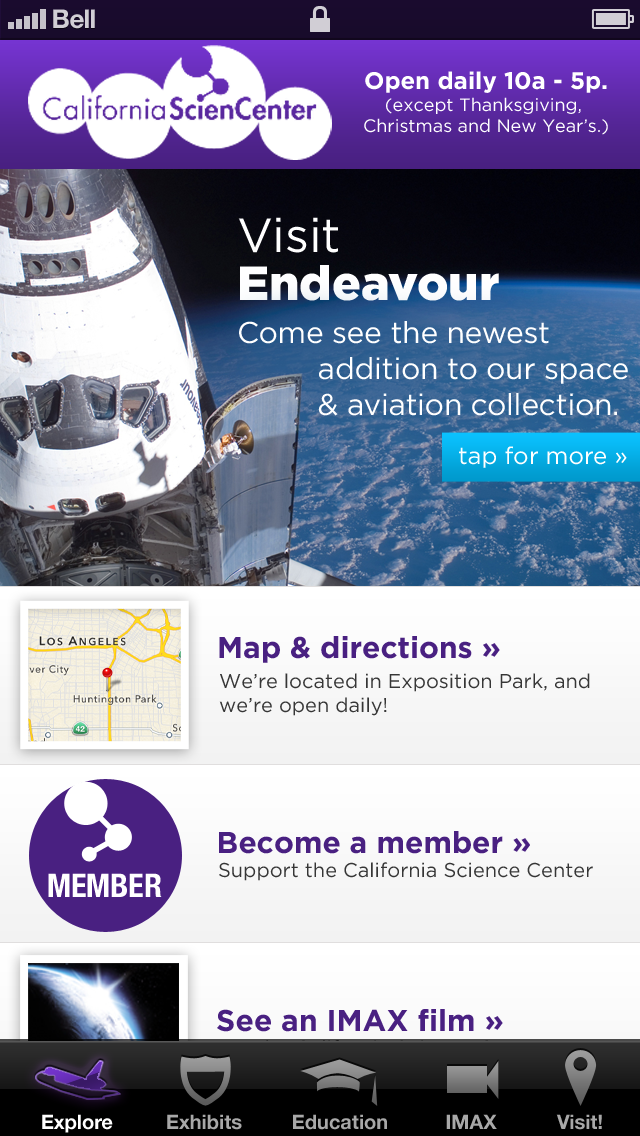 Bell
California ScienCenter
Open daily 10a - 5p.
(except Thanksgiving,
Christmas and New Year's.)
Visit
Endeavour
Come see the newest
addition to our space
& aviation collection.
tap for more »
LOS ANGELES
ver City
Huntington Park
42
Map & directions »
We're located in Exposition Park, and
we're open daily!
MEMBER
Become a member »
Support the California Science Center
See an IMAX film »
Explore
Exhibits
Education
IMAX
Visit!